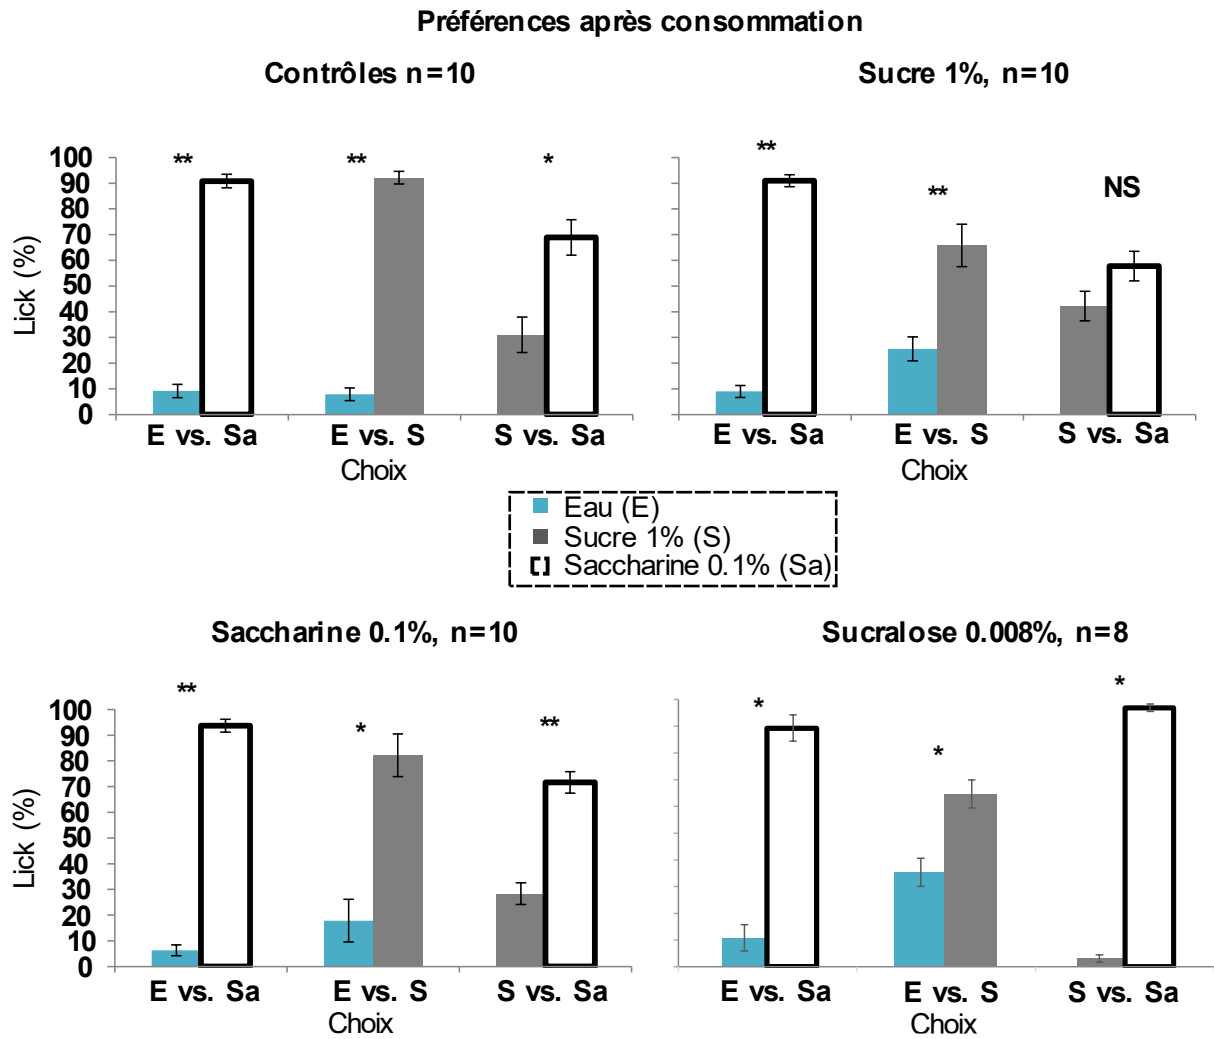 Préférences après consommation
Contrôles n=10
** ** *
100
90
80
70
60
50
40
30
20
10
0
Lick (%)
E vs. Sa E vs. S S vs. Sa
Choix
Sucre 1%, n=10
** ** NS
E vs. Sa E vs. S S vs. Sa
Choix
Eau (E)
Sucre 1% (S)
Saccharine 0.1% (Sa)
Saccharine 0.1%, n=10
** * **
100
90
80
70
60
50
40
30
20
10
0
Lick (%)
E vs. Sa E vs. S S vs. Sa
Choix
Sucralose 0.008%, n=8
* * *
E vs. Sa E vs. S S vs. Sa
Choix